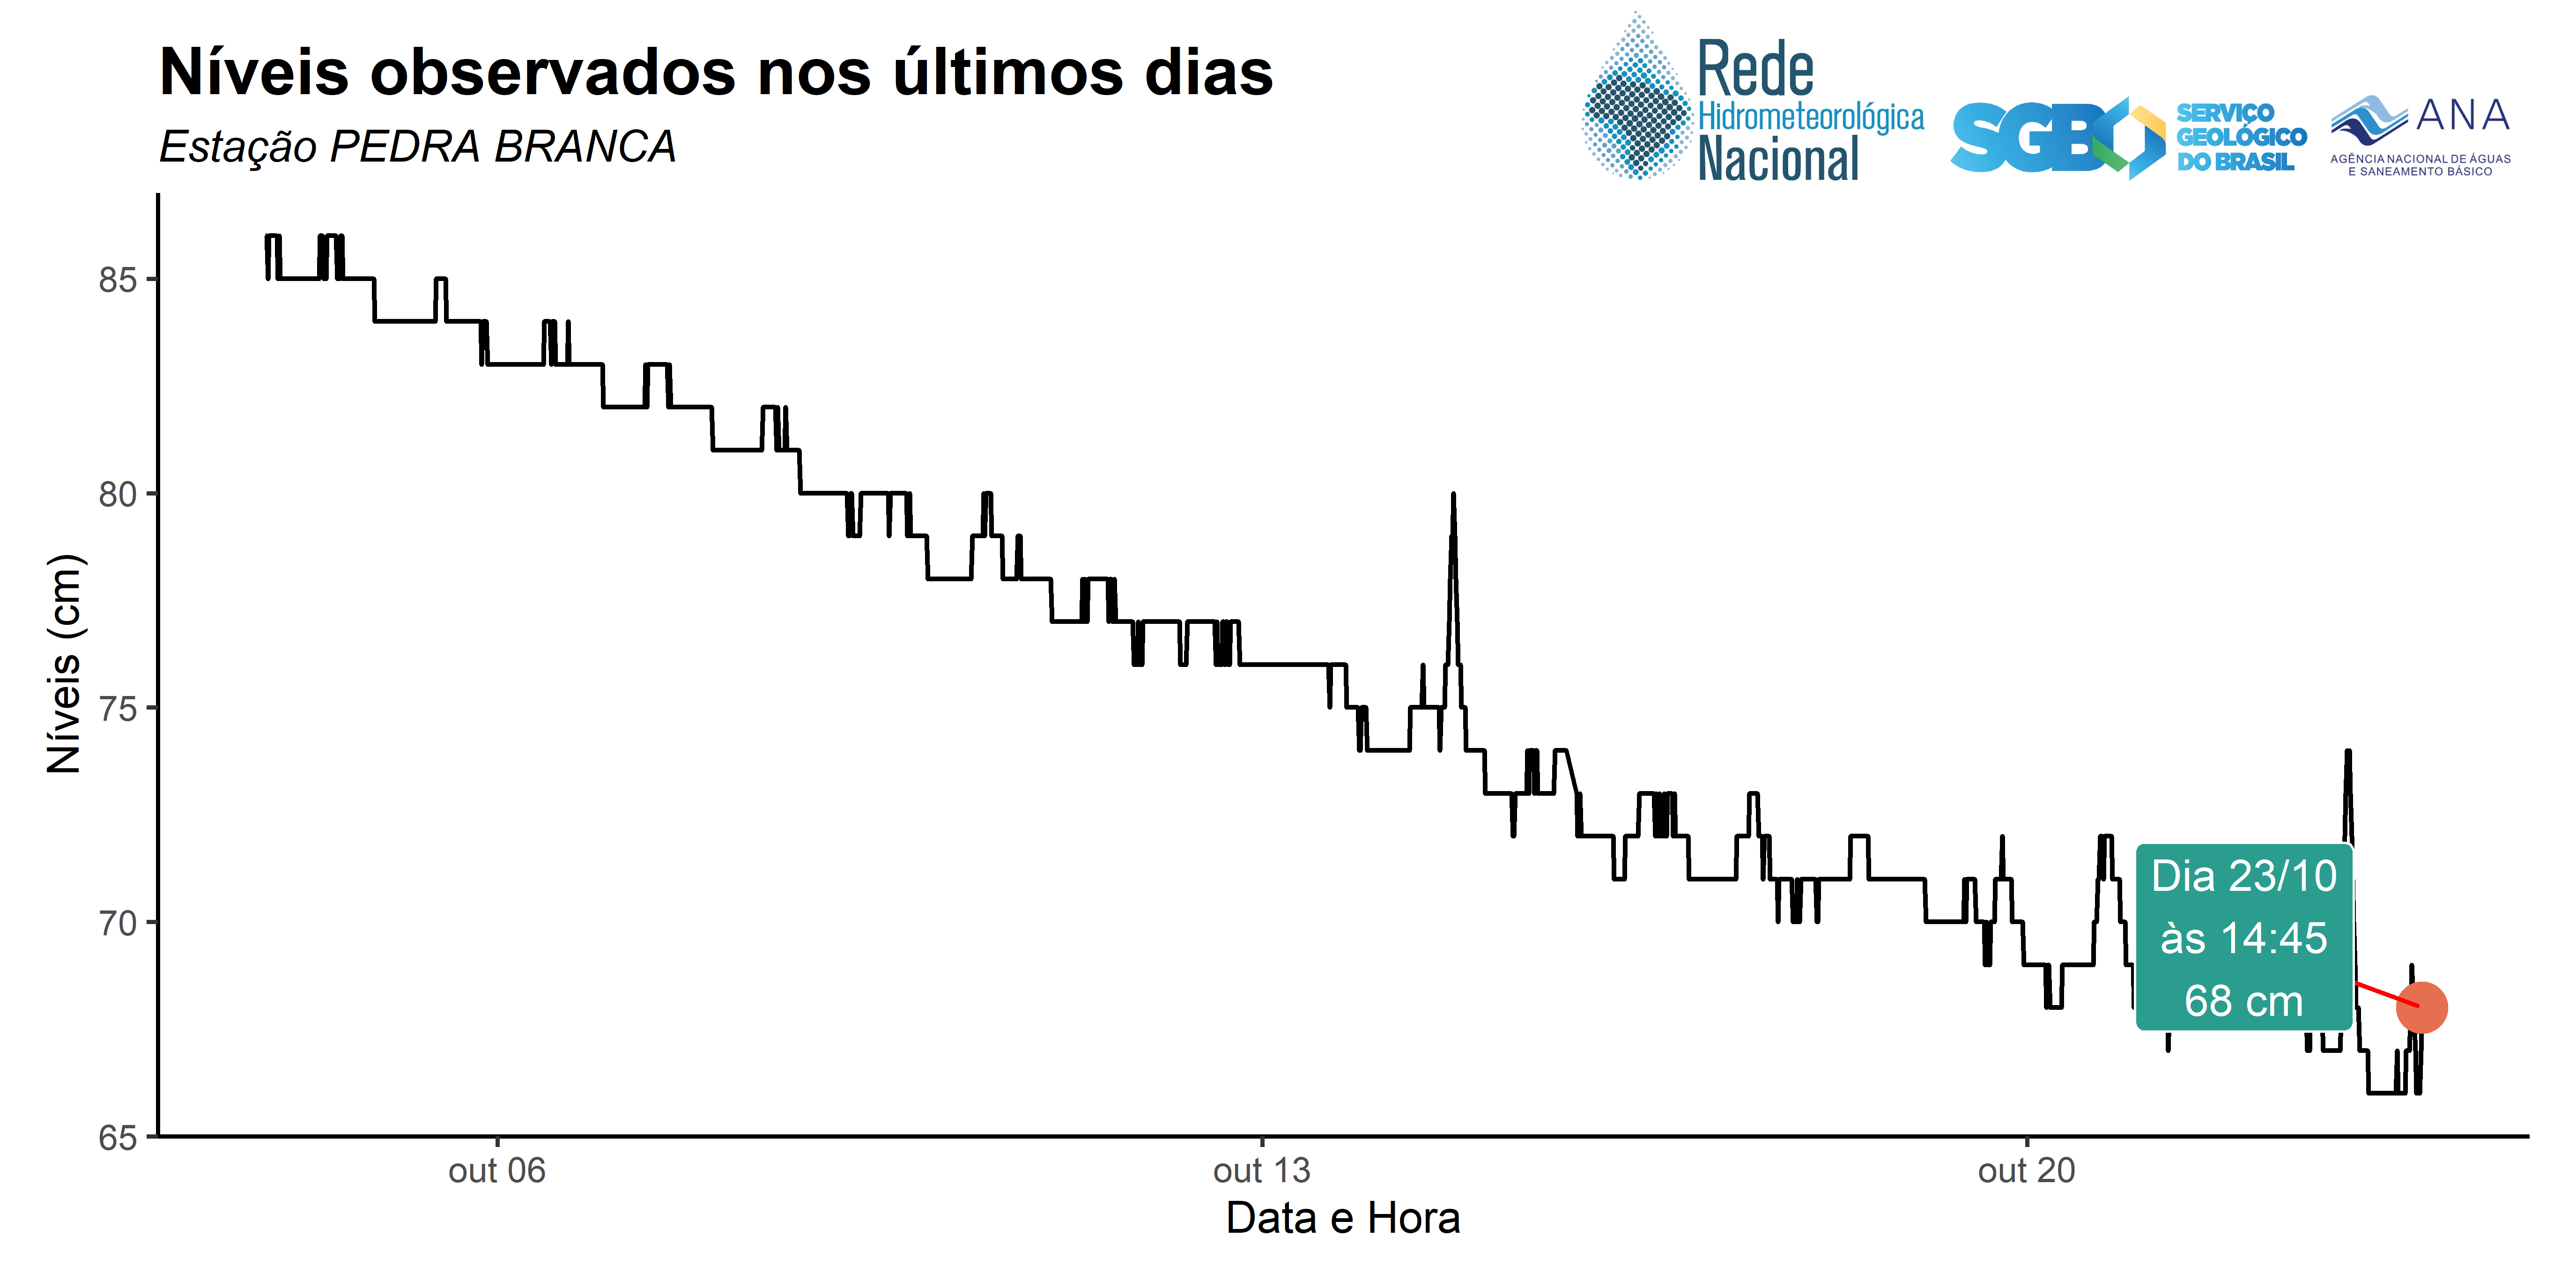 Níveis observados nos últimos dias
Estação PEDRA BRANCA
Rede
Hidrometeorológica
Nacional
SGB
SERVIÇO
GEOLÓGICO
DO BRASIL
ANA
AGÊNCIA NACIONAL DE ÁGUAS
E SANEAMENTO BÁSICO
Níveis (cm)
85
80
75
70
65
Dia 23/10
às 14:45
68 cm
out 06
out 13
out 20
Data e Hora